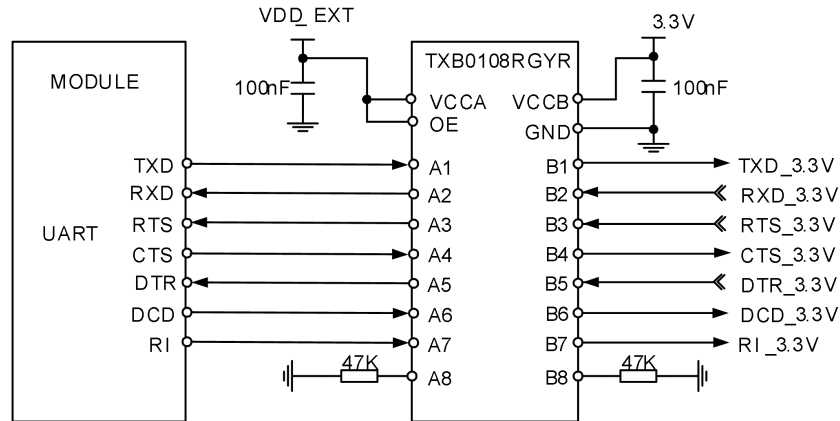 VDD_EXT
3.3V
MODULE
TXB0108RGYR
100nF
VCCA
VCCB
100nF
OE
GND
TXD
A1
B1
TXD_3.3V
RXD
A2
B2
RXD_3.3V
UART
RTS
A3
B3
RTS_3.3V
CTS
A4
B4
CTS_3.3V
DTR
A5
B5
DTR_3.3V
DCD
A6
B6
DCD_3.3V
RI
A7
B7
RI_3.3V
47K
A8
B8
47K